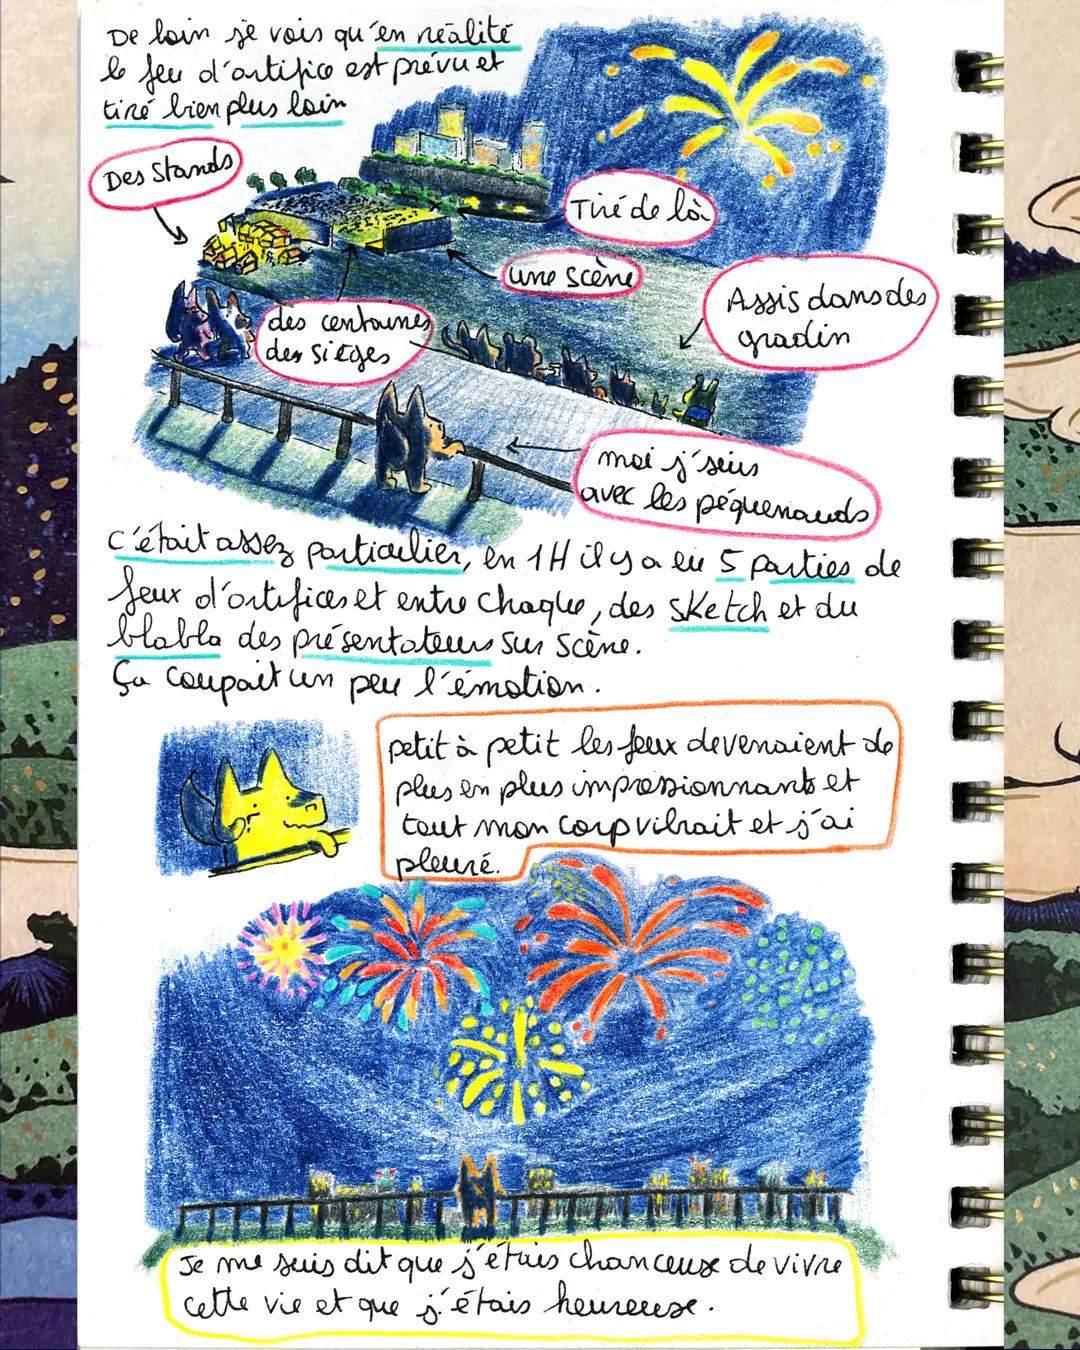 De loin je vois qu'en réalité
le feu d'artifice est prévu et
tiré bien plus loin
Des stands
Tiré de là
une scène
Assis dans des
gradin
des centaines
des sièges
moi j'suis
avec les péquenauds
C'était assez particulier, en 1H il y a eu 5 parties de
feux d'artifices et entre chaque, des sketch et du
blabla des présentateurs sur scène.
Ça coupait un peu l'émotion.
petit à petit les feux devenaient de
plus en plus impressionnants et
tout mon corp vibrait et j'ai
pleuré.
Je me suis dit que j'étais chanceuse de vivre
cette vie et que j'étais heureuse.